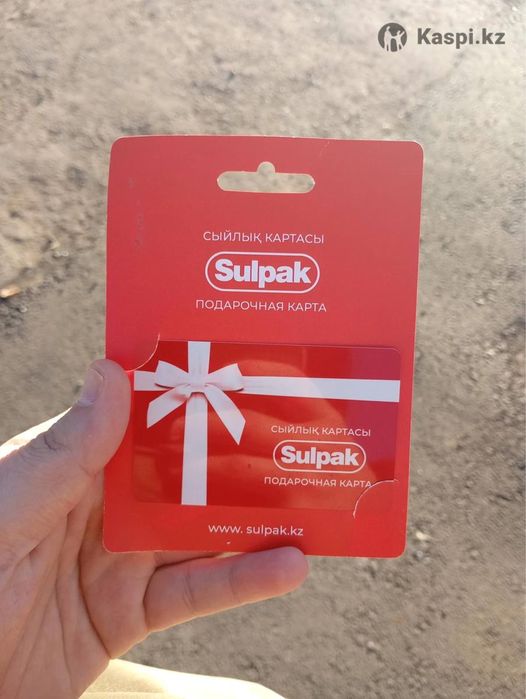 Kaspi.kz
СЫЙЛЫҚ КАРТАСЫ
Sulpak
ПОДАРОЧНАЯ КАРТА
СЫЙЛЫҚ КАРТАСЫ
Sulpak
ПОДАРОЧНАЯ КАРТА
www. sulpak.kz